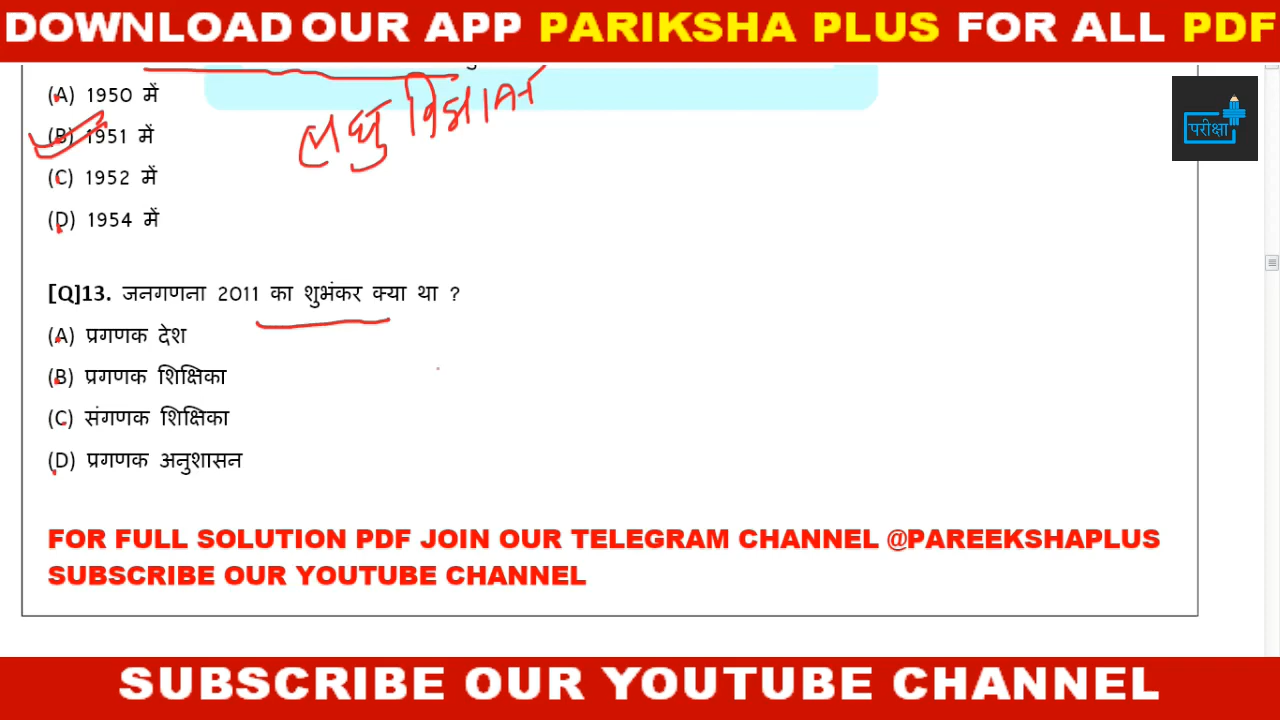 DOWNLOAD OUR APP PARIKSHA PLUS FOR ALL PDF
(A) 1950 में
लघु विज्ञान
परीक्षा
(B) 1951 में
(C) 1952 में
(D) 1954 में
[Q]13. जनगणना 2011 का शुभंकर क्या था ?
(A) प्रगणक देश
(B) प्रगणक शिक्षिका
(C) संगणक शिक्षिका
(D) प्रगणक अनुशासन
FOR FULL SOLUTION PDF JOIN OUR TELEGRAM CHANNEL @PAREEKSHAPLUS
SUBSCRIBE OUR YOUTUBE CHANNEL
SUBSCRIBE OUR YOUTUBE CHANNEL